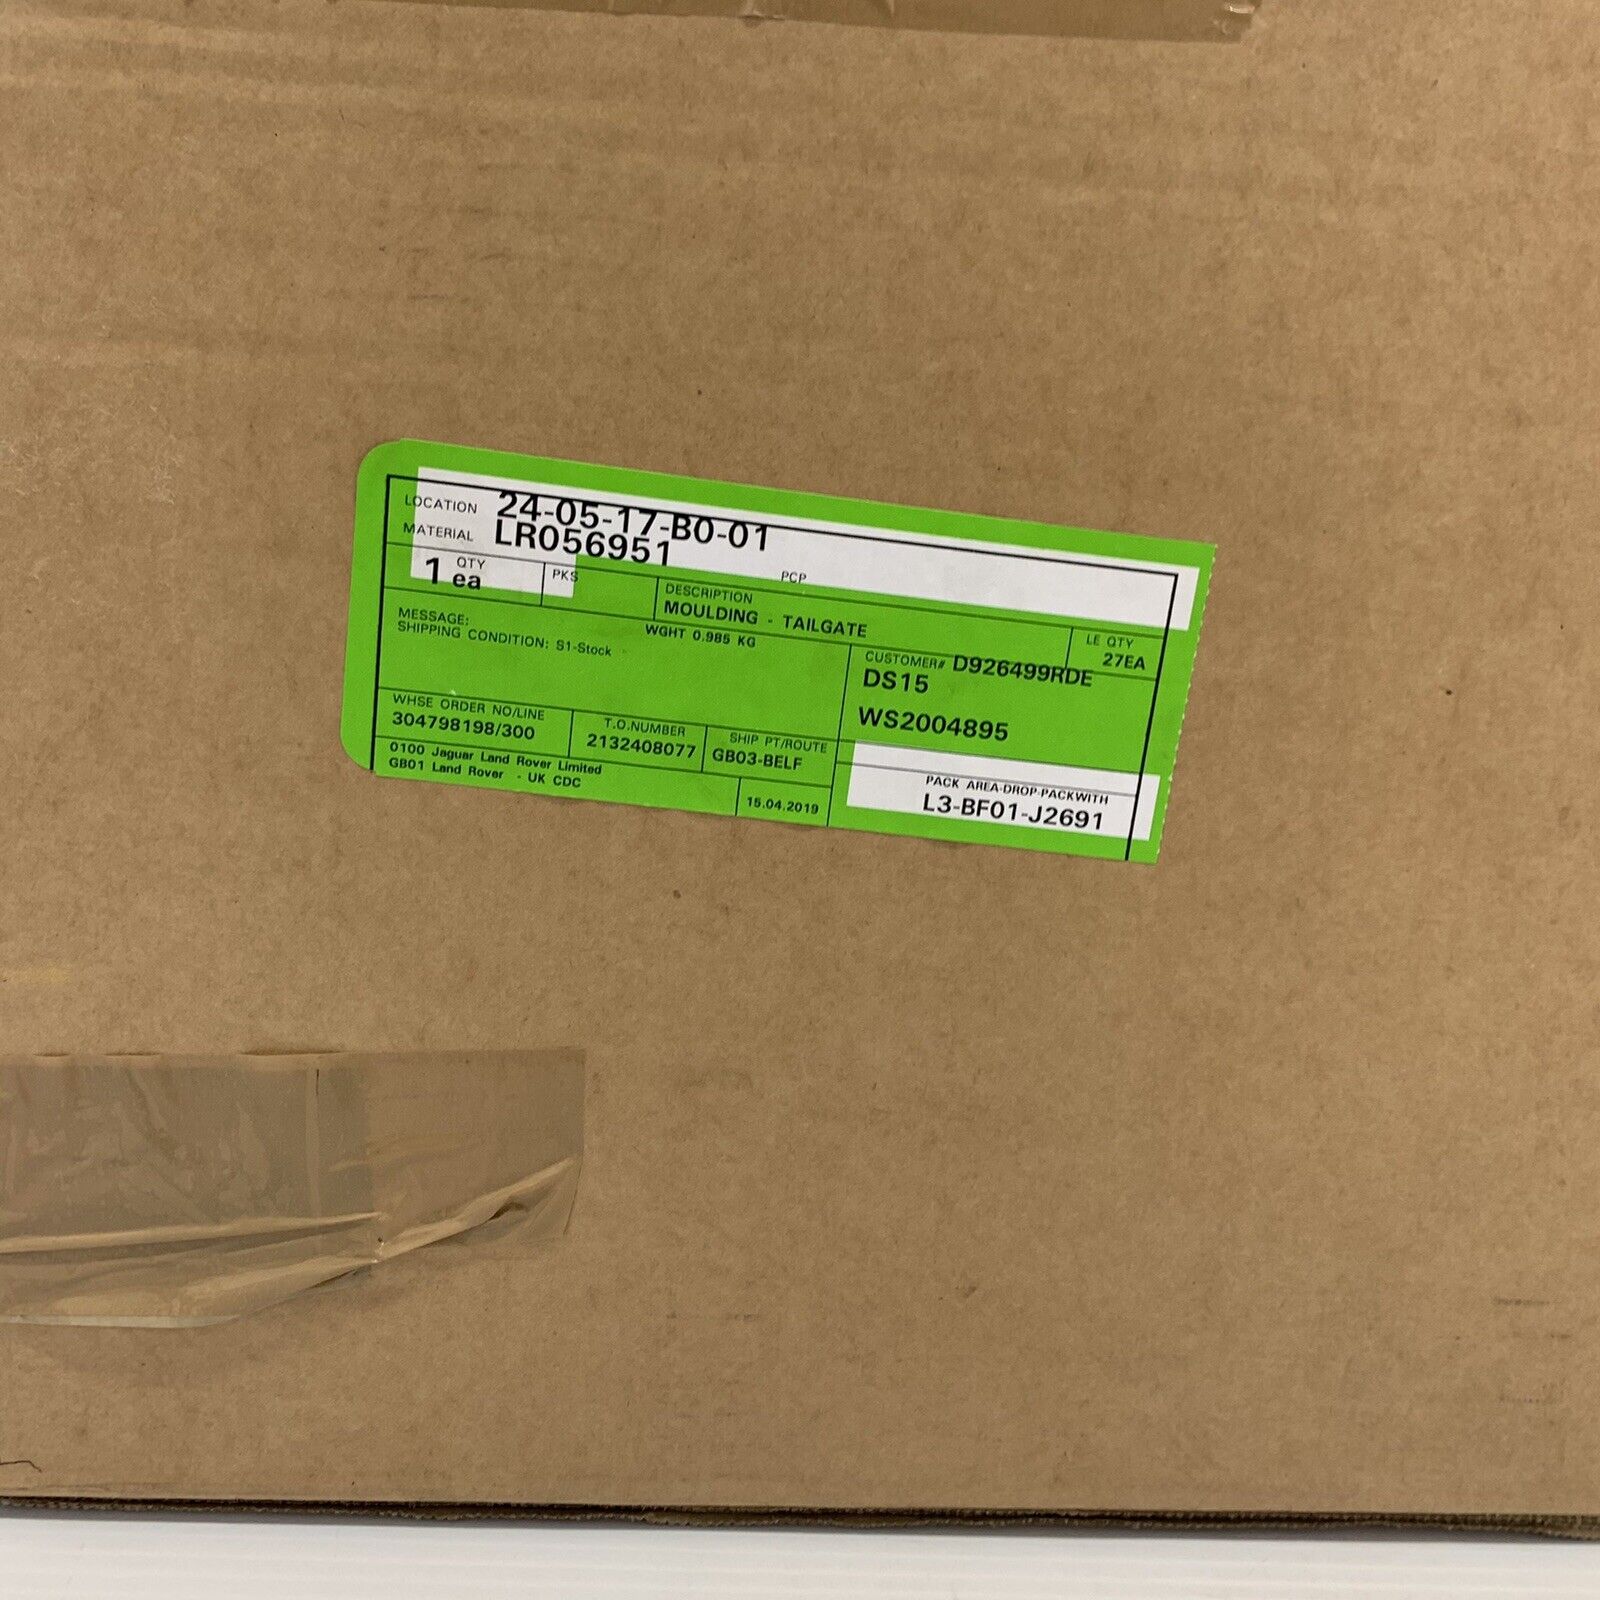 LOCATION 24-05-17-B0-01
MATERIAL LR056951
QTY 1 ea PKS PCP
DESCRIPTION
MOULDING - TAILGATE
LE QTY
27EA
MESSAGE: WGHT 0.985 KG
SHIPPING CONDITION: S1-Stock
CUSTOMER# D926499RDE
DS15
WS2004895
WHSE ORDER NO/LINE
304798198/300
T.O.NUMBER
2132408077
SHIP PT/ROUTE
GB03-BELF
0100 Jaguar Land Rover Limited
GB01 Land Rover - UK CDC
15.04.2019
PACK AREA-DROP-PACKWITH
L3-BF01-J2691